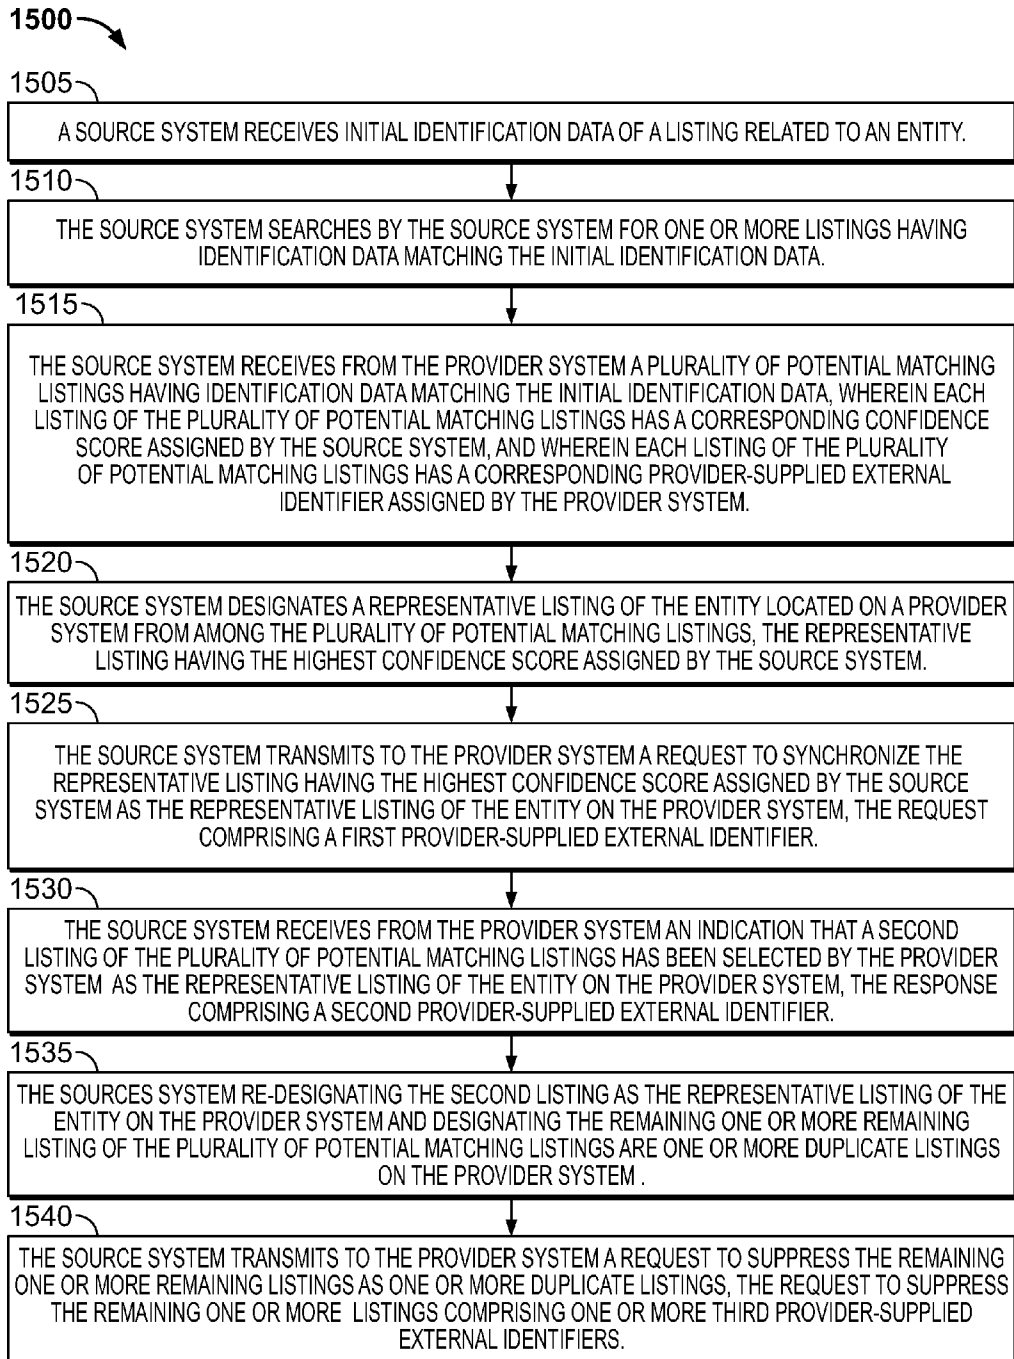 1500
1505
A SOURCE SYSTEM RECEIVES INITIAL IDENTIFICATION DATA OF A LISTING RELATED TO AN ENTITY.
1510
THE SOURCE SYSTEM SEARCHES BY THE SOURCE SYSTEM FOR ONE OR MORE LISTINGS HAVING
IDENTIFICATION DATA MATCHING THE INITIAL IDENTIFICATION DATA.
1515
THE SOURCE SYSTEM RECEIVES FROM THE PROVIDER SYSTEM A PLURALITY OF POTENTIAL MATCHING
LISTINGS HAVING IDENTIFICATION DATA MATCHING THE INITIAL IDENTIFICATION DATA, WHEREIN EACH
LISTING OF THE PLURALITY OF POTENTIAL MATCHING LISTINGS HAS A CORRESPONDING CONFIDENCE
SCORE ASSIGNED BY THE SOURCE SYSTEM, AND WHEREIN EACH LISTING OF THE PLURALITY
OF POTENTIAL MATCHING LISTINGS HAS A CORRESPONDING PROVIDER-SUPPLIED EXTERNAL
IDENTIFIER ASSIGNED BY THE PROVIDER SYSTEM.
1520
THE SOURCE SYSTEM DESIGNATES A REPRESENTATIVE LISTING OF THE ENTITY LOCATED ON A PROVIDER
SYSTEM FROM AMONG THE PLURALITY OF POTENTIAL MATCHING LISTINGS, THE REPRESENTATIVE
LISTING HAVING THE HIGHEST CONFIDENCE SCORE ASSIGNED BY THE SOURCE SYSTEM.
1525
THE SOURCE SYSTEM TRANSMITS TO THE PROVIDER SYSTEM A REQUEST TO SYNCHRONIZE THE
REPRESENTATIVE LISTING HAVING THE HIGHEST CONFIDENCE SCORE ASSIGNED BY THE SOURCE
SYSTEM AS THE REPRESENTATIVE LISTING OF THE ENTITY ON THE PROVIDER SYSTEM, THE REQUEST
COMPRISING A FIRST PROVIDER-SUPPLIED EXTERNAL IDENTIFIER.
1530
THE SOURCE SYSTEM RECEIVES FROM THE PROVIDER SYSTEM AN INDICATION THAT A SECOND
LISTING OF THE PLURALITY OF POTENTIAL MATCHING LISTINGS HAS BEEN SELECTED BY THE PROVIDER
SYSTEM AS THE REPRESENTATIVE LISTING OF THE ENTITY ON THE PROVIDER SYSTEM, THE RESPONSE
COMPRISING A SECOND PROVIDER-SUPPLIED EXTERNAL IDENTIFIER.
1535
THE SOURCES SYSTEM RE-DESIGNATING THE SECOND LISTING AS THE REPRESENTATIVE LISTING OF THE
ENTITY ON THE PROVIDER SYSTEM AND DESIGNATING THE REMAINING ONE OR MORE REMAINING
LISTING OF THE PLURALITY OF POTENTIAL MATCHING LISTINGS ARE ONE OR MORE DUPLICATE LISTINGS
ON THE PROVIDER SYSTEM .
1540
THE SOURCE SYSTEM TRANSMITS TO THE PROVIDER SYSTEM A REQUEST TO SUPPRESS THE REMAINING
ONE OR MORE REMAINING LISTINGS AS ONE OR MORE DUPLICATE LISTINGS, THE REQUEST TO SUPPRESS
THE REMAINING ONE OR MORE LISTINGS COMPRISING ONE OR MORE THIRD PROVIDER-SUPPLIED
EXTERNAL IDENTIFIERS.